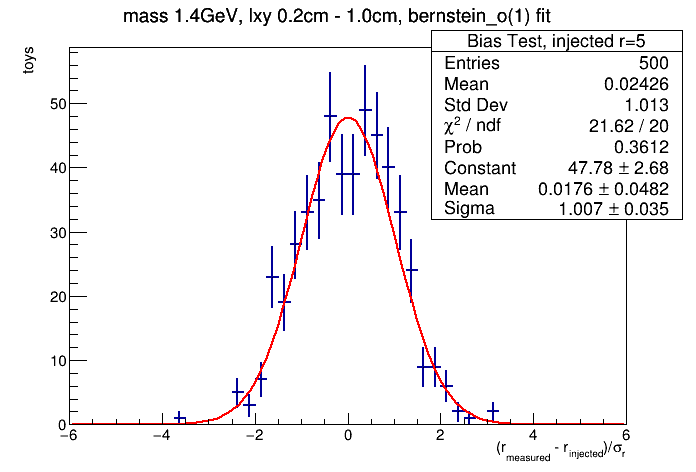 mass 1.4GeV, lxy 0.2cm - 1.0cm, bernstein_o(1) fit
toys
Bias Test, injected r=5
Entries 500
Mean 0.02426
Std Dev 1.013
χ² / ndf 21.62 / 20
Prob 0.3612
Constant 47.78 ± 2.68
Mean 0.0176 ± 0.0482
Sigma 1.007 ± 0.035
50
40
30
20
10
0
−6 −4 −2 0 2 4 6
(r_measured - r_injected)/σ_r